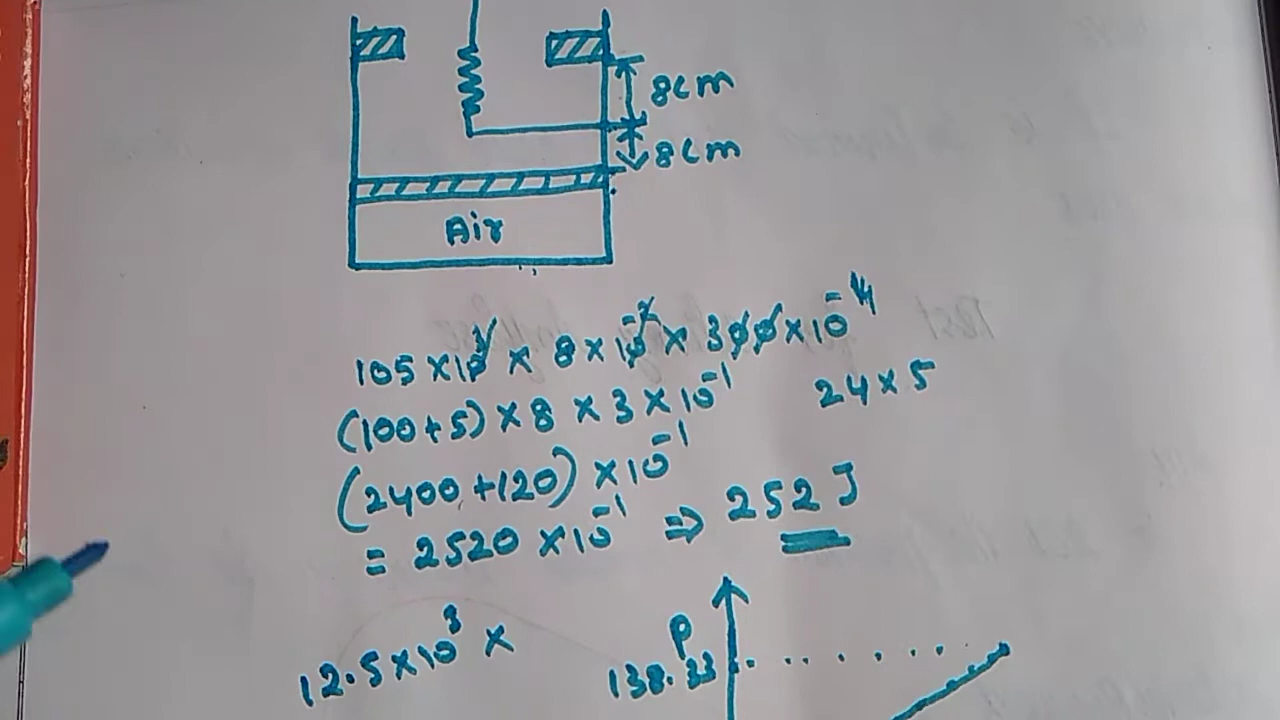 8cm
8cm
Air
105 × 10³ × 8 × 10⁻² × 300 × 10⁻⁴
(100+5) × 8 × 3 × 10⁻¹ 24 × 5
(2400 + 120) × 10⁻¹
= 2520 × 10⁻¹ ⇒ 252 J
12.5 × 10³ ×
P
138.33